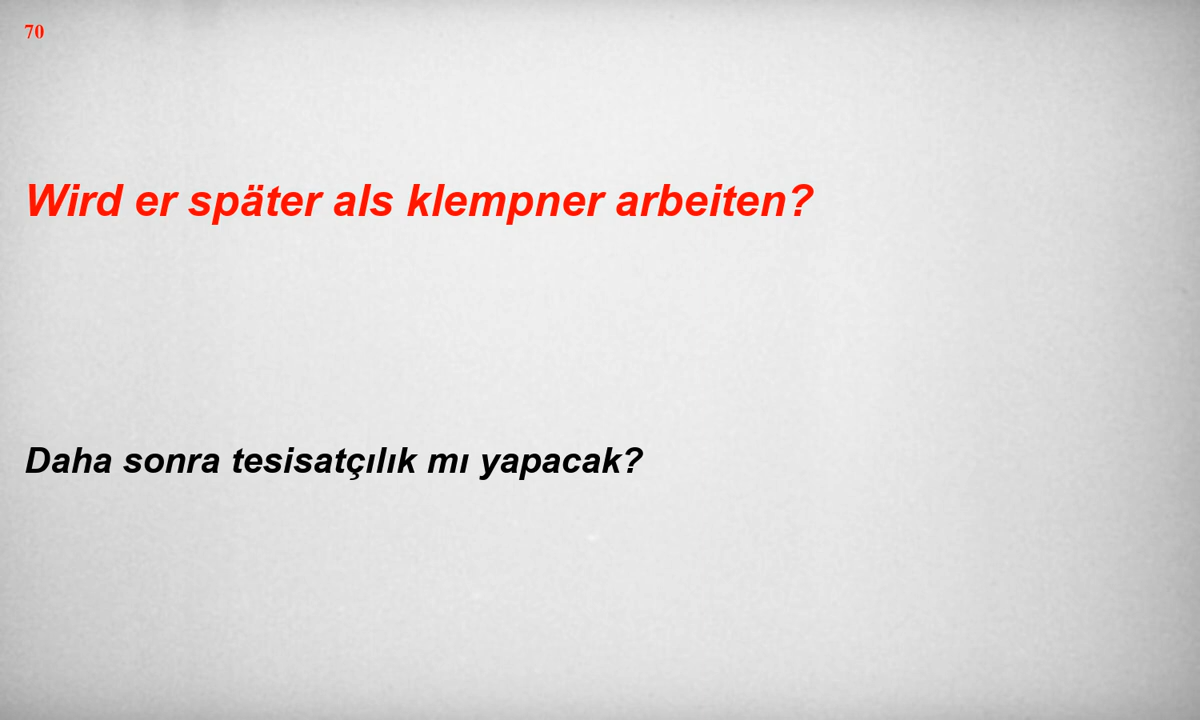 70
Wird er später als klempner arbeiten?
Daha sonra tesisatçılık mı yapacak?